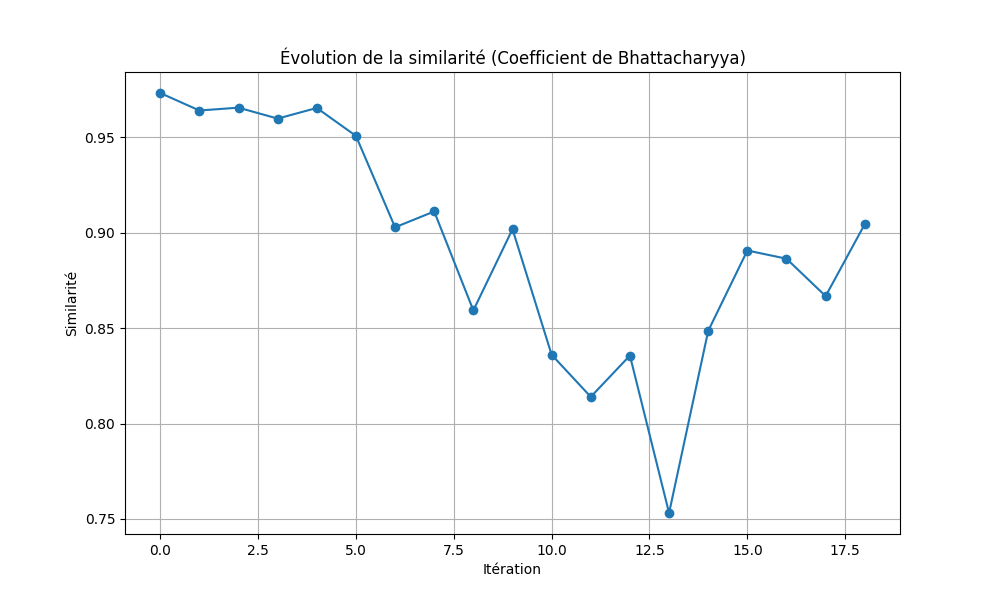 Évolution de la similarité (Coefficient de Bhattacharyya)
Similarité
0.95
0.90
0.85
0.80
0.75
0.0 2.5 5.0 7.5 10.0 12.5 15.0 17.5
Itération